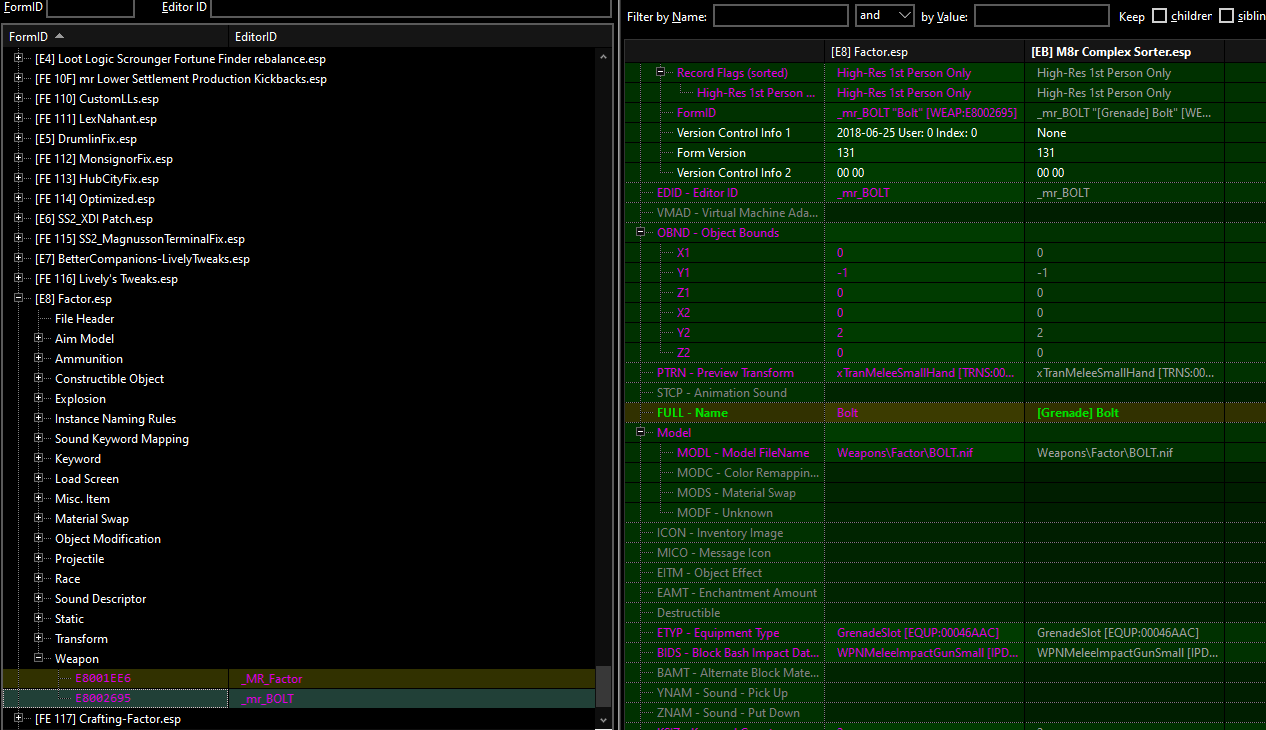 FormID Editor ID
FormID EditorID
[E4] Loot Logic Scrounger Fortune Finder rebalance.esp
[FE 10F] mr Lower Settlement Production Kickbacks.esp
[FE 110] CustomLLs.esp
[FE 111] LexNahant.esp
[E5] DrumlinFix.esp
[FE 112] MonsignorFix.esp
[FE 113] HubCityFix.esp
[FE 114] Optimized.esp
[E6] SS2_XDI Patch.esp
[FE 115] SS2_MagnussonTerminalFix.esp
[E7] BetterCompanions-LivelyTweaks.esp
[FE 116] Lively's Tweaks.esp
[E8] Factor.esp
File Header
Aim Model
Ammunition
Constructible Object
Explosion
Instance Naming Rules
Sound Keyword Mapping
Keyword
Load Screen
Misc. Item
Material Swap
Object Modification
Projectile
Race
Sound Descriptor
Static
Transform
Weapon
E8001EE6 _MR_Factor
E8002695 _mr_BOLT
[FE 117] Crafting-Factor.esp
Filter by Name: and by Value: Keep children siblin
[E8] Factor.esp [EB] M8r Complex Sorter.esp
Record Flags (sorted) High-Res 1st Person Only High-Res 1st Person Only
High-Res 1st Person ... High-Res 1st Person Only High-Res 1st Person Only
FormID _mr_BOLT "Bolt" [WEAP:E8002695] _mr_BOLT "[Grenade] Bolt" [WE...
Version Control Info 1 2018-06-25 User: 0 Index: 0 None
Form Version 131 131
Version Control Info 2 00 00 00 00
EDID - Editor ID _mr_BOLT _mr_BOLT
VMAD - Virtual Machine Ada...
OBND - Object Bounds
X1 0 0
Y1 -1 -1
Z1 0 0
X2 0 0
Y2 2 2
Z2 0 0
PTRN - Preview Transform xTranMeleeSmallHand [TRNS:00... xTranMeleeSmallHand [TRNS:00...
STCP - Animation Sound
FULL - Name Bolt [Grenade] Bolt
Model
MODL - Model FileName Weapons\Factor\BOLT.nif Weapons\Factor\BOLT.nif
MODC - Color Remappin...
MODS - Material Swap
MODF - Unknown
ICON - Inventory Image
MICO - Message Icon
EITM - Object Effect
EAMT - Enchantment Amount
Destructible
ETYP - Equipment Type GrenadeSlot [EQUP:00046AAC] GrenadeSlot [EQUP:00046AAC]
BIDS - Block Bash Impact Dat... WPNMeleeImpactGunSmall [IPD... WPNMeleeImpactGunSmall [IPD...
BAMT - Alternate Block Mate...
YNAM - Sound - Pick Up
ZNAM - Sound - Put Down